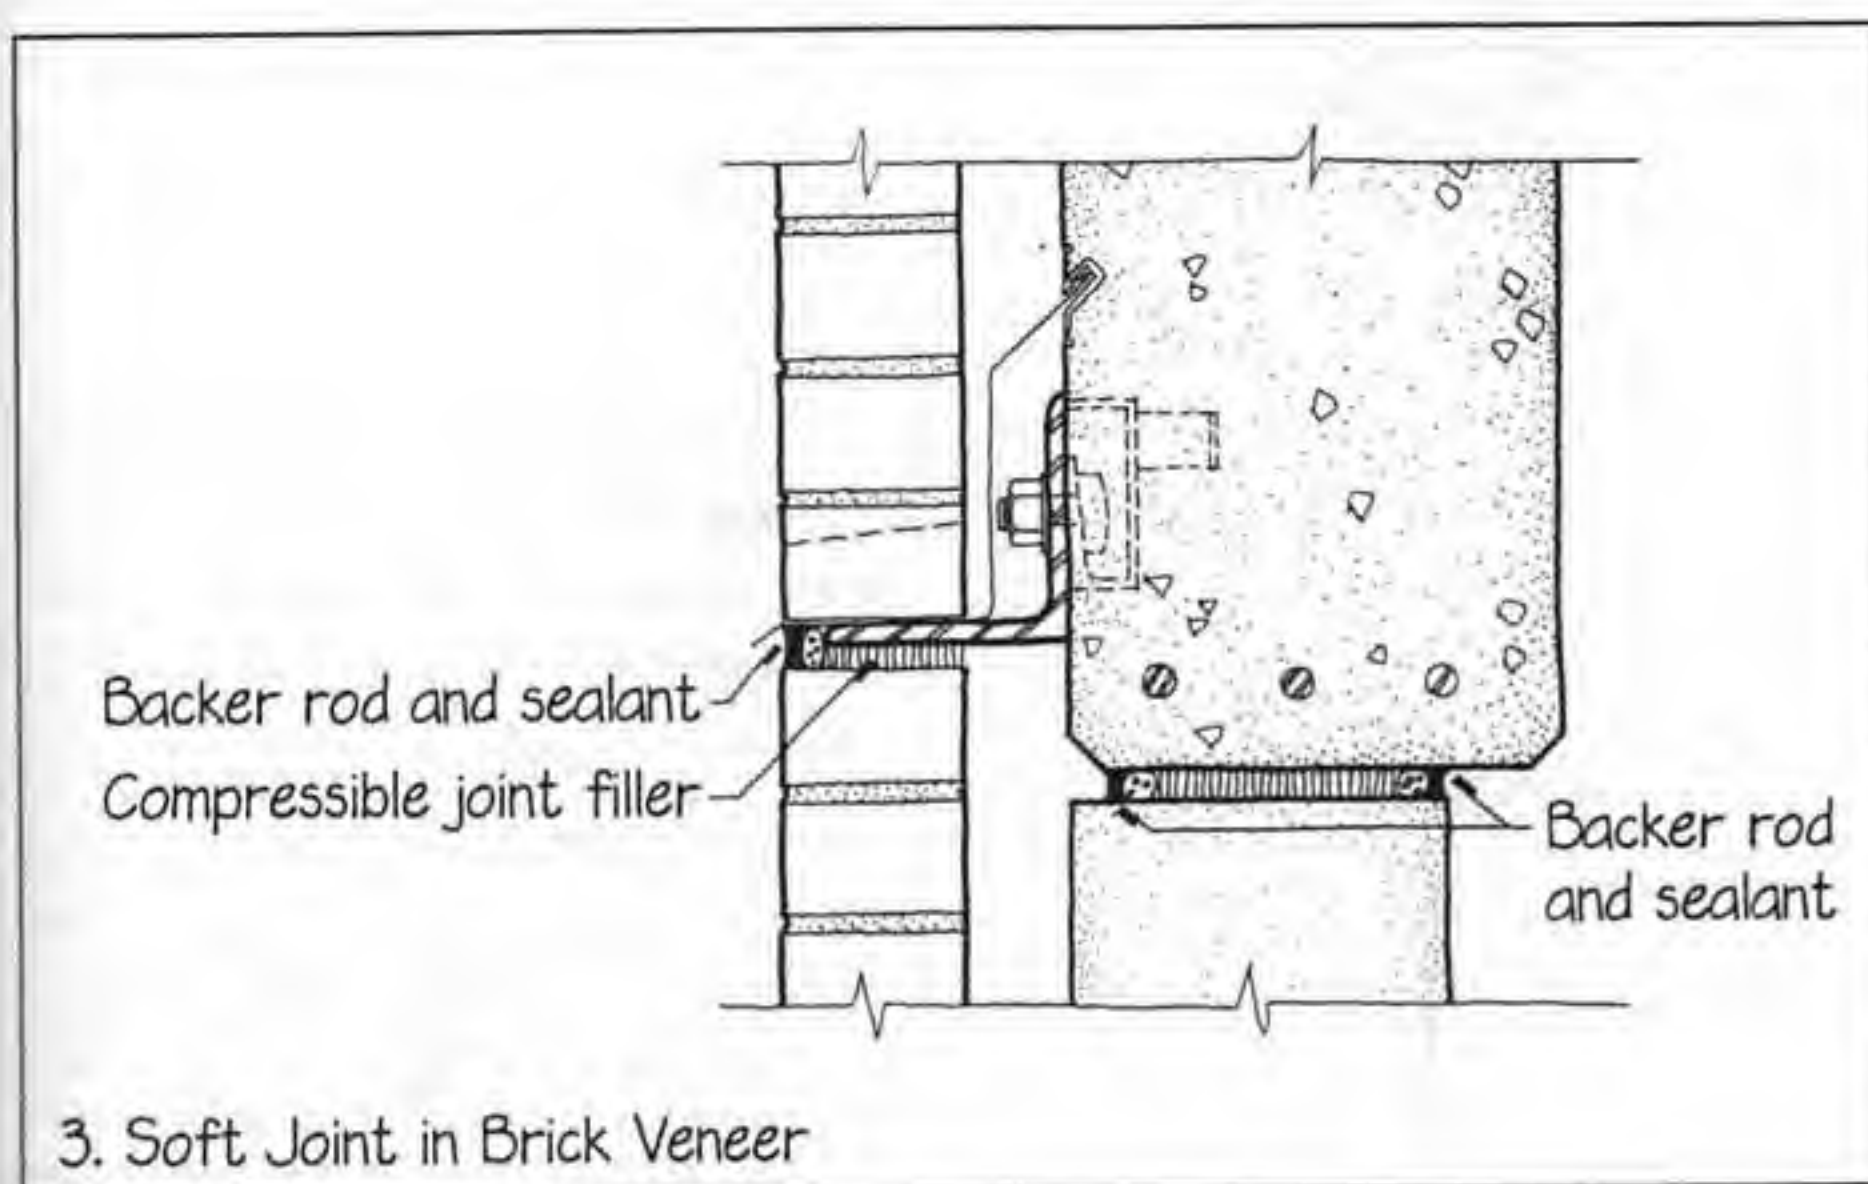 Backer rod and sealant
Compressible joint filler
Backer rod
and sealant
3. Soft Joint in Brick Veneer